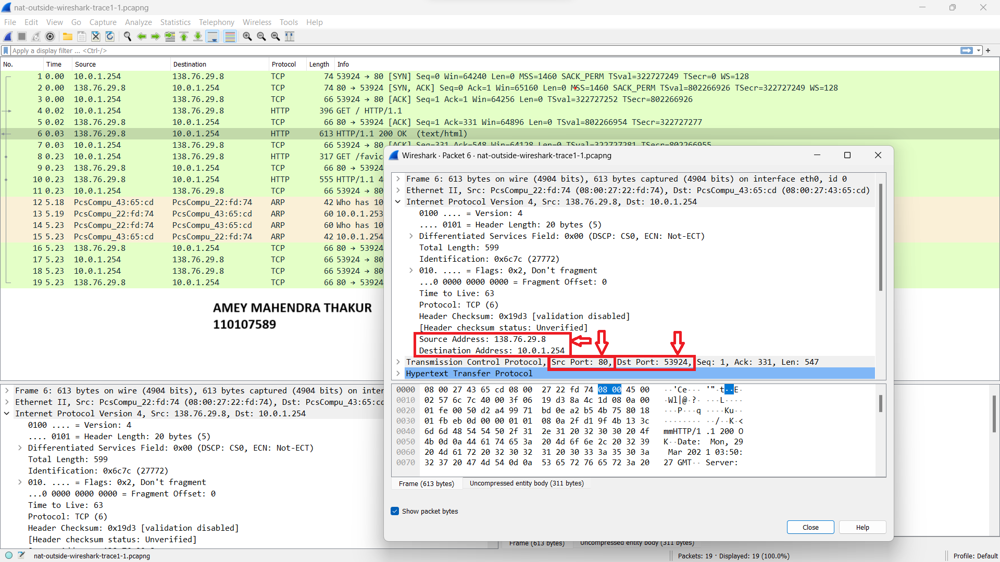 nat-outside-wireshark-trace1-1.pcapng
File Edit View Go Capture Analyze Statistics Telephony Wireless Tools Help
Apply a display filter ... <Ctrl-/>
No. Time Source Destination Protocol Length Info
1 0.00 10.0.1.254 138.76.29.8 TCP 74 53924 → 80 [SYN] Seq=0 Win=64240 Len=0 MSS=1460 SACK_PERM TSval=322727249 TSecr=0 WS=128
2 0.00 138.76.29.8 10.0.1.254 TCP 74 80 → 53924 [SYN, ACK] Seq=0 Ack=1 Win=65160 Len=0 MSS=1460 SACK_PERM TSval=802266926 TSecr=322727249 WS=128
3 0.00 10.0.1.254 138.76.29.8 TCP 66 53924 → 80 [ACK] Seq=1 Ack=1 Win=64256 Len=0 TSval=322727252 TSecr=802266926
4 0.02 10.0.1.254 138.76.29.8 HTTP 396 GET / HTTP/1.1
5 0.02 138.76.29.8 10.0.1.254 TCP 66 80 → 53924 [ACK] Seq=1 Ack=331 Win=64896 Len=0 TSval=802266954 TSecr=322727277
6 0.03 138.76.29.8 10.0.1.254 HTTP 613 HTTP/1.1 200 OK (text/html)
7 0.03 10.0.1.254 138.76.29.8 TCP 66 53924 → 80 [ACK] Seq=331 Ack=548 Win=64128 Len=0 TSval=322727281 TSecr=802266955
8 0.23 10.0.1.254 138.76.29.8 HTTP 317 GET /favic
9 0.23 138.76.29.8 10.0.1.254 TCP 66 80 → 53924
10 0.23 138.76.29.8 10.0.1.254 HTTP 555 HTTP/1.1 4
11 0.23 10.0.1.254 138.76.29.8 TCP 66 53924 → 80
12 5.18 PcsCompu_43:65:cd PcsCompu_22:fd:74 ARP 42 Who has 10
13 5.19 PcsCompu_22:fd:74 PcsCompu_43:65:cd ARP 60 10.0.1.253
14 5.23 PcsCompu_22:fd:74 PcsCompu_43:65:cd ARP 60 Who has 10
15 5.23 PcsCompu_43:65:cd PcsCompu_22:fd:74 ARP 42 10.0.1.254
16 5.23 138.76.29.8 10.0.1.254 TCP 66 80 → 53924
17 5.23 10.0.1.254 138.76.29.8 TCP 66 53924 → 80
18 5.23 10.0.1.254 138.76.29.8 TCP 66 53924 → 80
19 5.23 138.76.29.8 10.0.1.254 TCP 66 80 → 53924
AMEY MAHENDRA THAKUR
110107589
Wireshark · Packet 6 · nat-outside-wireshark-trace1-1.pcapng
Frame 6: 613 bytes on wire (4904 bits), 613 bytes captured (4904 bits) on interface eth0, id 0
Ethernet II, Src: PcsCompu_22:fd:74 (08:00:27:22:fd:74), Dst: PcsCompu_43:65:cd (08:00:27:43:65:cd)
Internet Protocol Version 4, Src: 138.76.29.8, Dst: 10.0.1.254
0100 .... = Version: 4
.... 0101 = Header Length: 20 bytes (5)
Differentiated Services Field: 0x00 (DSCP: CS0, ECN: Not-ECT)
Total Length: 599
Identification: 0x6c7c (27772)
010. .... = Flags: 0x2, Don't fragment
...0 0000 0000 0000 = Fragment Offset: 0
Time to Live: 63
Protocol: TCP (6)
Header Checksum: 0x19d3 [validation disabled]
[Header checksum status: Unverified]
Source Address: 138.76.29.8
Destination Address: 10.0.1.254
Transmission Control Protocol, Src Port: 80, Dst Port: 53924, Seq: 1, Ack: 331, Len: 547
Hypertext Transfer Protocol
0000 08 00 27 43 65 cd 08 00 27 22 fd 74 08 00 45 00 ··'Ce··· '"·t··E·
0010 02 57 6c 7c 40 00 3f 06 19 d3 8a 4c 1d 08 0a 00 ·Wl|@·?· ···L····
0020 01 fe 00 50 d2 a4 99 71 bd 0e a2 b5 4b 75 80 18 ···P···q ····Ku··
0030 01 fb eb 0d 00 00 01 01 08 0a 2f d1 9f 4b 13 3c ········ ··/··K·<
0040 6d 6d 48 54 54 50 2f 31 2e 31 20 32 30 30 20 4f mmHTTP/1 .1 200 O
0050 4b 0d 0a 44 61 74 65 3a 20 4d 6f 6e 2c 20 32 39 K··Date: Mon, 29
0060 20 4d 61 72 20 32 30 32 31 20 30 33 3a 35 30 3a Mar 202 1 03:50:
0070 32 37 20 47 4d 54 0d 0a 53 65 72 76 65 72 3a 20 27 GMT·· Server:
Frame (613 bytes) Uncompressed entity body (311 bytes)
Show packet bytes
Close Help
Frame 6: 613 bytes on wire (4904 bits), 613 bytes captured (4904 bits) on inter
Ethernet II, Src: PcsCompu_22:fd:74 (08:00:27:22:fd:74), Dst: PcsCompu_43:65:cd
Internet Protocol Version 4, Src: 138.76.29.8, Dst: 10.0.1.254
0100 .... = Version: 4
.... 0101 = Header Length: 20 bytes (5)
Differentiated Services Field: 0x00 (DSCP: CS0, ECN: Not-ECT)
Total Length: 599
Identification: 0x6c7c (27772)
010. .... = Flags: 0x2, Don't fragment
...0 0000 0000 0000 = Fragment Offset: 0
Time to Live: 63
Protocol: TCP (6)
Header Checksum: 0x19d3 [validation disabled]
[Header checksum status: Unverified]
Frame (613 bytes) Uncompressed entity body (311 bytes)
nat-outside-wireshark-trace1-1.pcapng Packets: 19 · Displayed: 19 (100.0%) Profile: Default